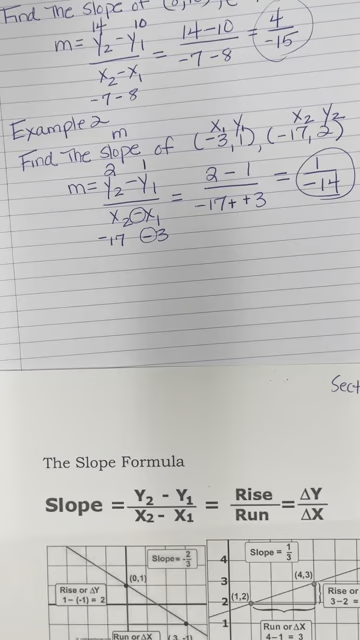 Find The Slope of (
14 10
m = Y₂ - Y₁ = 14 - 10 = 4
X₂ - X₁ -7 - 8 -15
-7 - 8
Example 2
m
Find The Slope of (-3, 1), (-17, 2)
X₁ Y₁ X₂ Y₂
2 1
m = Y₂ - Y₁ = 2 - 1 = 1
X₂ - X₁ -17 + +3 -14
-17 -3
Sect
The Slope Formula
Slope = Y₂ - Y₁ = Rise = ΔY
X₂ - X₁ Run ΔX
Slope = 2/3
(0,1)
Rise or ΔY
1 - (-1) = 2
Run or ΔX
(3, -1)
4
3
2
1
Slope = 1/3
(4,3)
(1,2)
Rise or
3 - 2 =
Run or ΔX
4 - 1 = 3